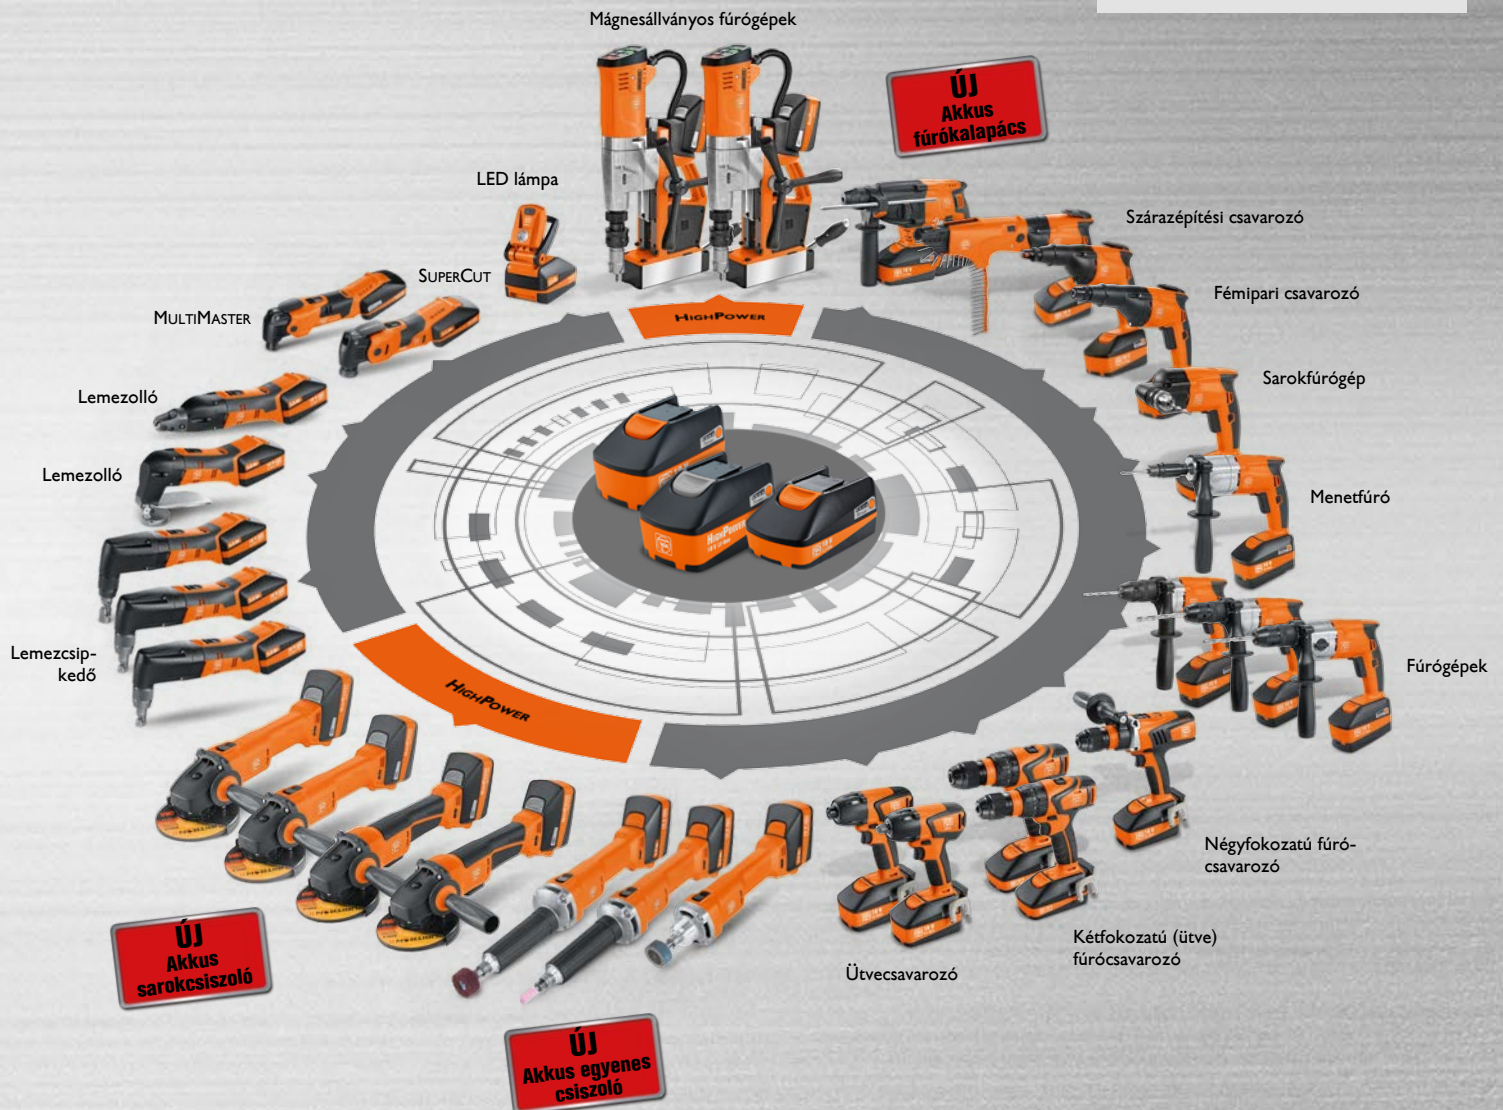 Mágnesállványos fúrógépek
ÚJ
Akkus
fúrókalapács
LED lámpa
Szárazépítési csavarozó
SUPERCUT
Fémipari csavarozó
MULTIMASTER
HIGHPOWER
Sarokfúrógép
Lemezolló
Lemezolló
Menetfúró
HIGHPOWER
Lemezcsip-
kedő
Fúrógépek
HIGHPOWER
Négyfokozatú fúró-
csavarozó
Kétfokozatú (ütve)
fúrócsavarozó
Ütvecsavarozó
ÚJ
Akkus
sarokcsiszoló
ÚJ
Akkus egyenes
csiszoló